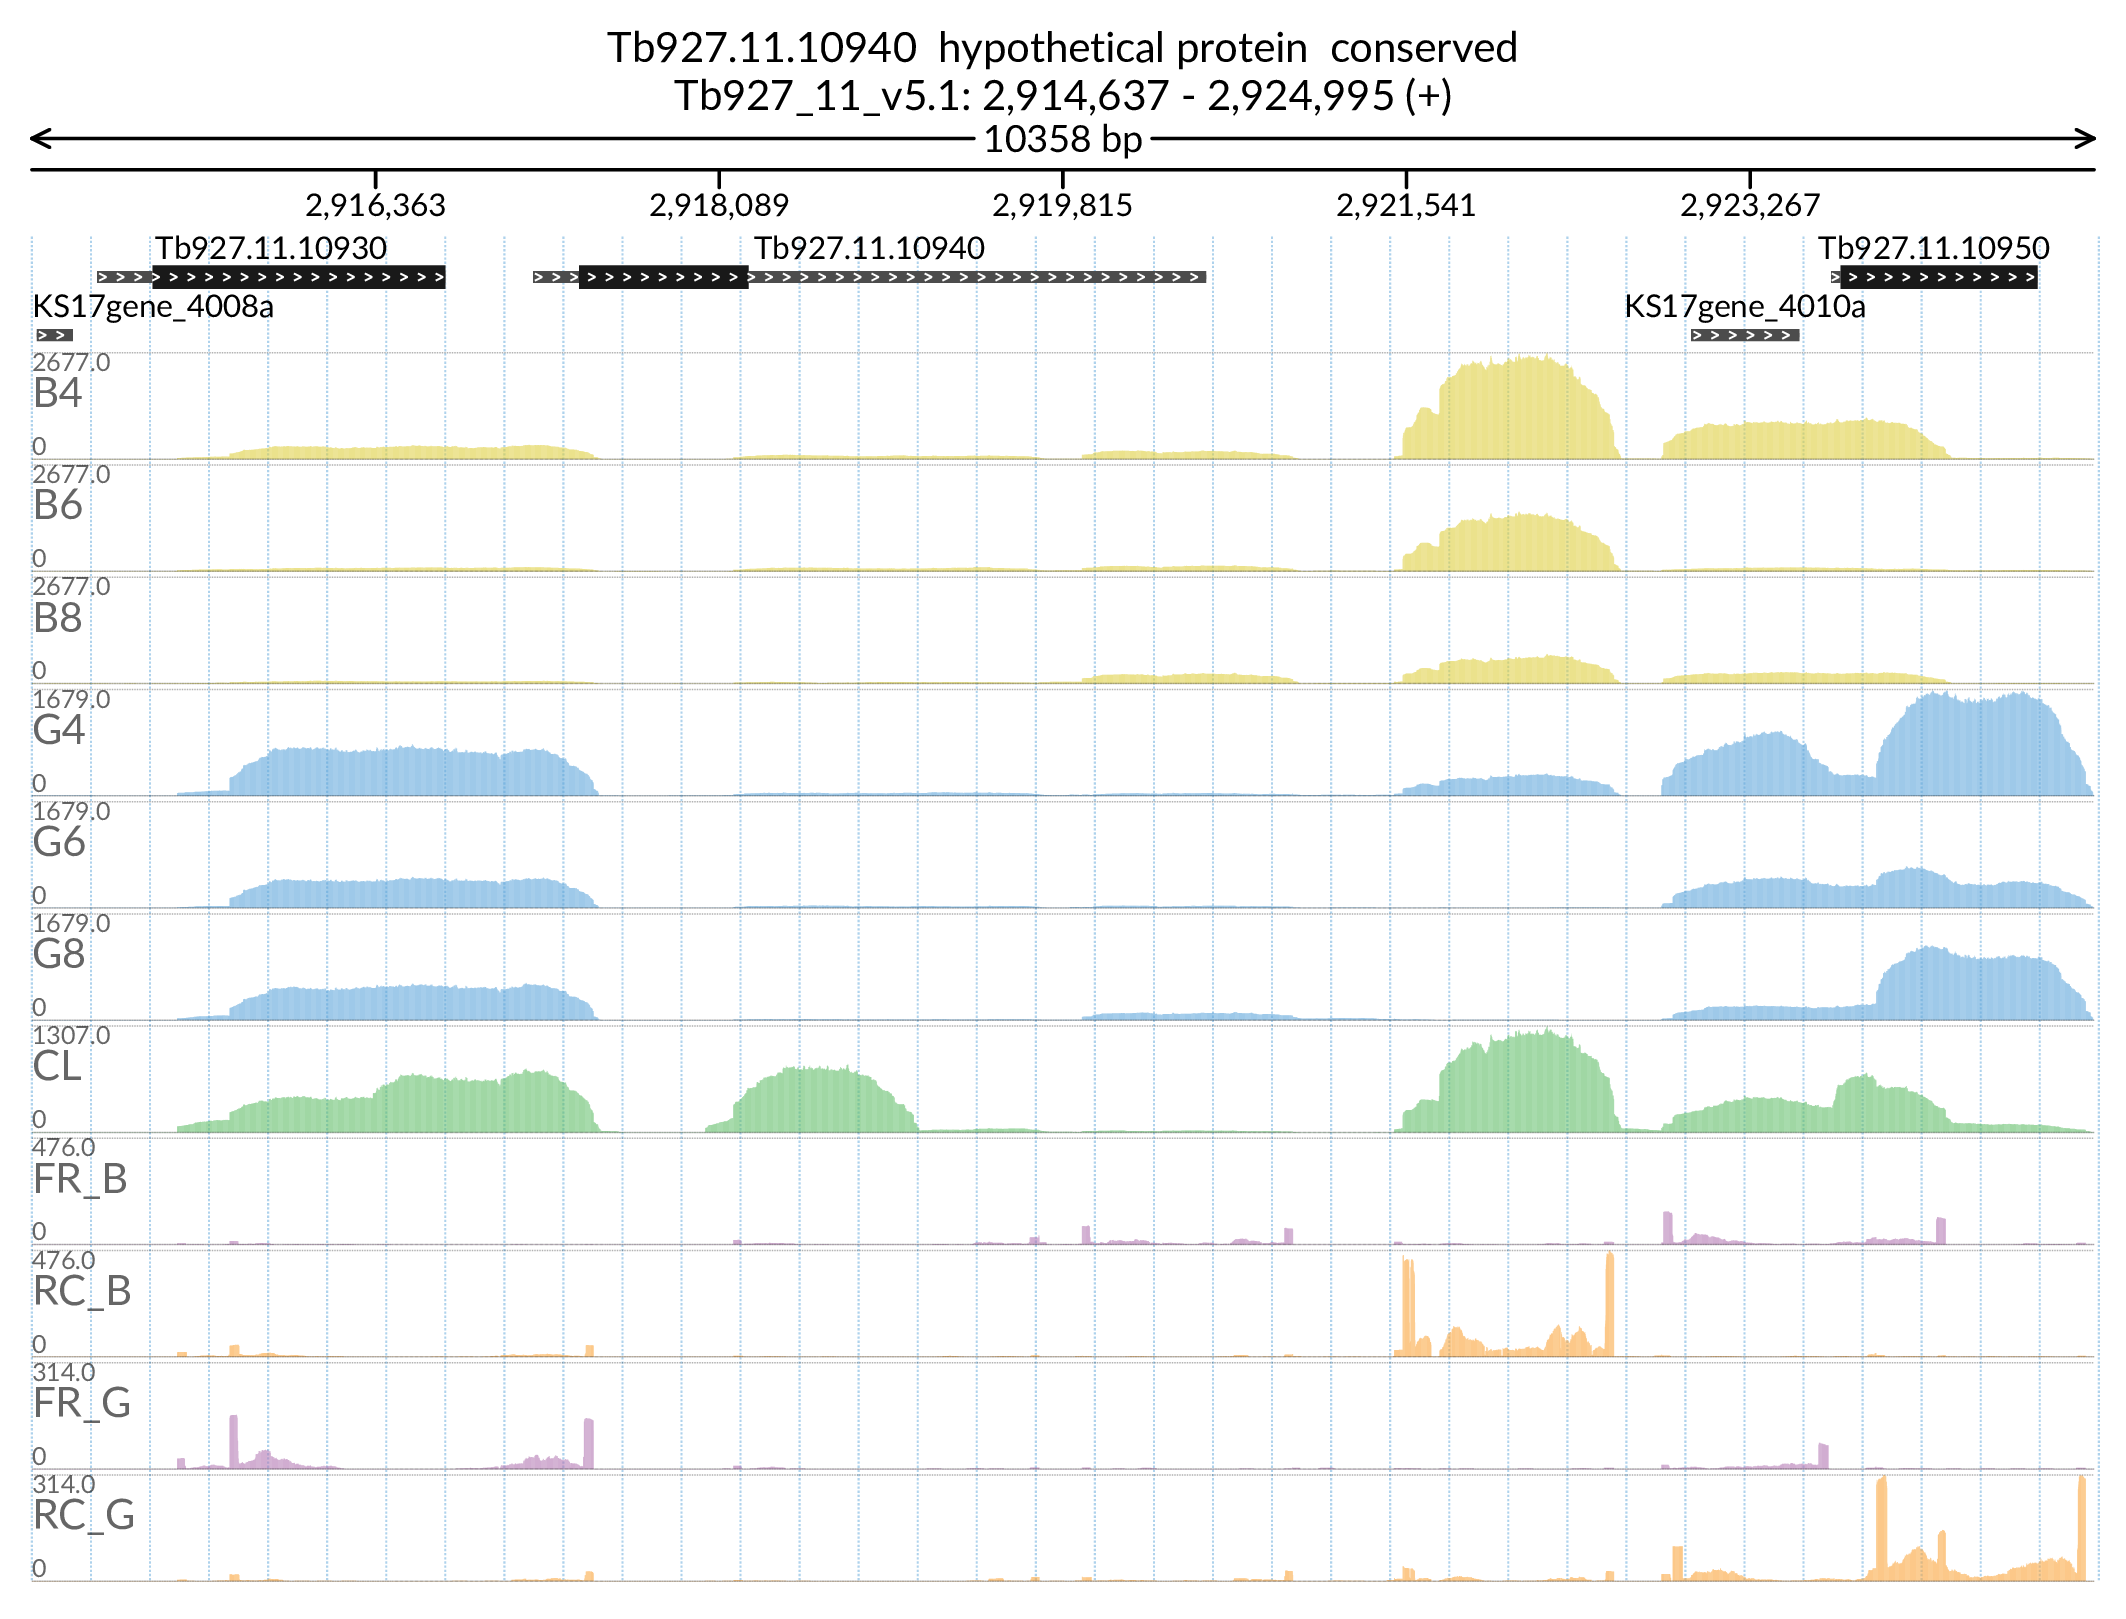 Tb927.11.10940  hypothetical protein  conserved
Tb927_11_v5.1: 2,914,637 - 2,924,995 (+)
10358 bp
2,916,363 2,918,089 2,919,815 2,921,541 2,923,267
Tb927.11.10930 Tb927.11.10940 Tb927.11.10950
KS17gene_4008a KS17gene_4010a
2677.0
B4
0
2677.0
B6
0
2677.0
B8
0
1679.0
G4
0
1679.0
G6
0
1679.0
G8
0
1307.0
CL
0
476.0
FR_B
0
476.0
RC_B
0
314.0
FR_G
0
314.0
RC_G
0